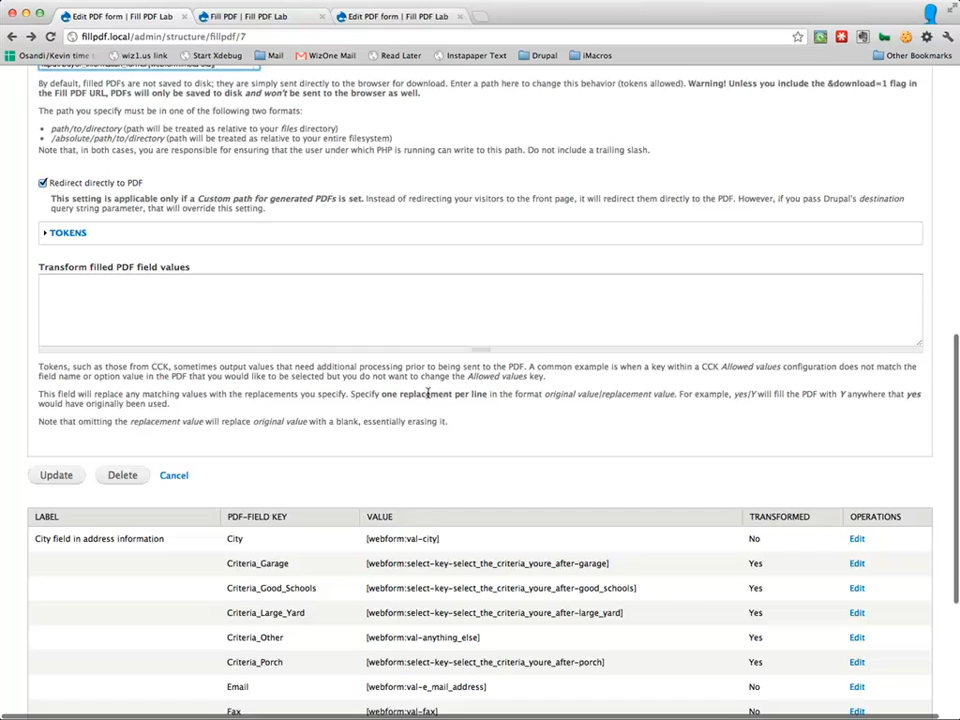 Edit PDF form | Fill PDF Lab
Fill PDF | Fill PDF Lab
Edit PDF form | Fill PDF Lab
fillpdf.local/admin/structure/fillpdf/7
Osandi/Kevin time
wiz1.us link
Start Xdebug
Mail
WizOne Mail
Read Later
Instapaper Text
Drupal
iMacros
Other Bookmarks
By default, filled PDFs are not saved to disk; they are simply sent directly to the browser for download. Enter a path here to change this behavior (tokens allowed). Warning! Unless you include the &download=1 flag in
the Fill PDF URL, PDFs will only be saved to disk and won't be sent to the browser as well.
The path you specify must be in one of the following two formats:
• path/to/directory (path will be treated as relative to your files directory)
• /absolute/path/to/directory (path will be treated as relative to your entire filesystem)
Note that, in both cases, you are responsible for ensuring that the user under which PHP is running can write to this path. Do not include a trailing slash.
Redirect directly to PDF
This setting is applicable only if a Custom path for generated PDFs is set. Instead of redirecting your visitors to the front page, it will redirect them directly to the PDF. However, if you pass Drupal's destination
query string parameter, that will override this setting.
TOKENS
Transform filled PDF field values
Tokens, such as those from CCK, sometimes output values that need additional processing prior to being sent to the PDF. A common example is when a key within a CCK Allowed values configuration does not match the
field name or option value in the PDF that you would like to be selected but you do not want to change the Allowed values key.
This field will replace any matching values with the replacements you specify. Specify one replacement per line in the format original value/replacement value. For example, yes/Y will fill the PDF with Y anywhere that yes
would have originally been used.
Note that omitting the replacement value will replace original value with a blank, essentially erasing it.
Update Delete Cancel
LABEL PDF-FIELD KEY VALUE TRANSFORMED OPERATIONS
City field in address information City [webform:val-city] No Edit
Criteria_Garage [webform:select-key-select_the_criteria_youre_after-garage] Yes Edit
Criteria_Good_Schools [webform:select-key-select_the_criteria_youre_after-good_schools] Yes Edit
Criteria_Large_Yard [webform:select-key-select_the_criteria_youre_after-large_yard] Yes Edit
Criteria_Other [webform:val-anything_else] Yes Edit
Criteria_Porch [webform:select-key-select_the_criteria_youre_after-porch] Yes Edit
Email [webform:val-e_mail_address] No Edit
Fax [webform:val-fax] No Edit